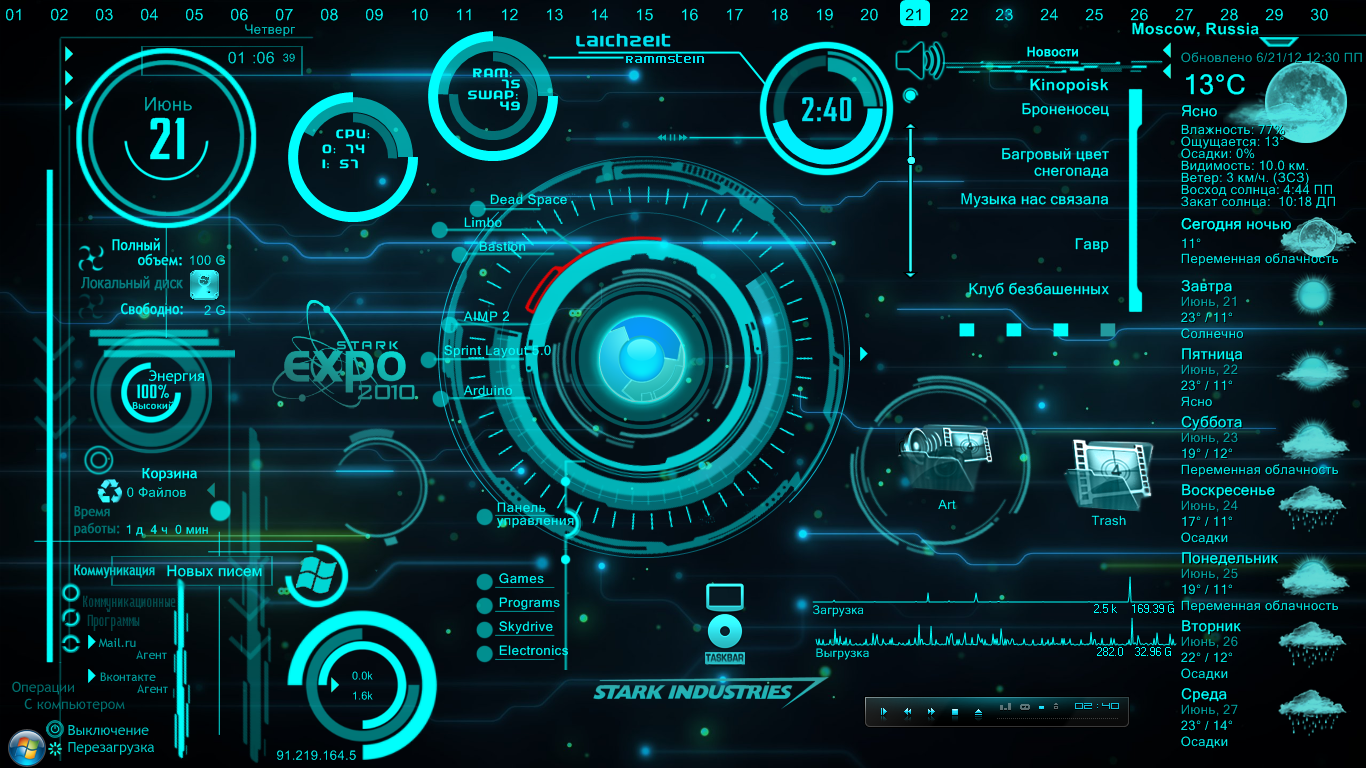 01 02 03 04 05 06 07 08 09 10 11 12 13 14 15 16 17 18 19 20 21 22 23 24 25 26 27 28 29 30
Четверг
01 :06 39
Июнь
21
CPU:
0: 74
1: 57
RAM:
75
SWAP:
49
Laichzeit
Rammstein
2:40
Новости
Kinopoisk
Броненосец
Багровый цвет
снегопада
Музыка нас связала
Гавр
Клуб безбашенных
Moscow, Russia
Обновлено 6/21/12 12:30 ПП
13°C
Ясно
Влажность: 77%
Ощущается: 13°
Осадки: 0%
Видимость: 10.0 км.
Ветер: 3 км/ч. (ЗСЗ)
Восход солнца: 4:44 ПП
Закат солнца: 10:18 ДП
Сегодня ночью
11°
Переменная облачность
Завтра
Июнь, 21
23° / 11°
Солнечно
Пятница
Июнь, 22
23° / 11°
Ясно
Суббота
Июнь, 23
19° / 12°
Переменная облачность
Воскресенье
Июнь, 24
17° / 11°
Осадки
Понедельник
Июнь, 25
19° / 11°
Переменная облачность
Вторник
Июнь, 26
22° / 12°
Осадки
Среда
Июнь, 27
23° / 14°
Осадки
Полный
объем: 100 G
Локальный диск
Свободно: 2 G
Энергия
100%
Высокий
STARK
EXPO
2010.
Dead Space
Limbo
Bastion
AIMP 2
Sprint Layout 5.0
Arduino
Панель
управления
Games
Programs
Skydrive
Electronics
Корзина
0 Файлов
Время
работы: 1 д 4 ч 0 мин
Коммуникация Новых писем
Коммуникационные
Программы
Mail.ru
Агент
Вконтакте
Агент
Операции
С компьютером
Выключение
Перезагрузка
0.0k
1.6k
91.219.164.5
TASKBAR
STARK INDUSTRIES
Art
Trash
Загрузка 2.5 k 169.39 G
Выгрузка 282.0 32.96 G
02:40